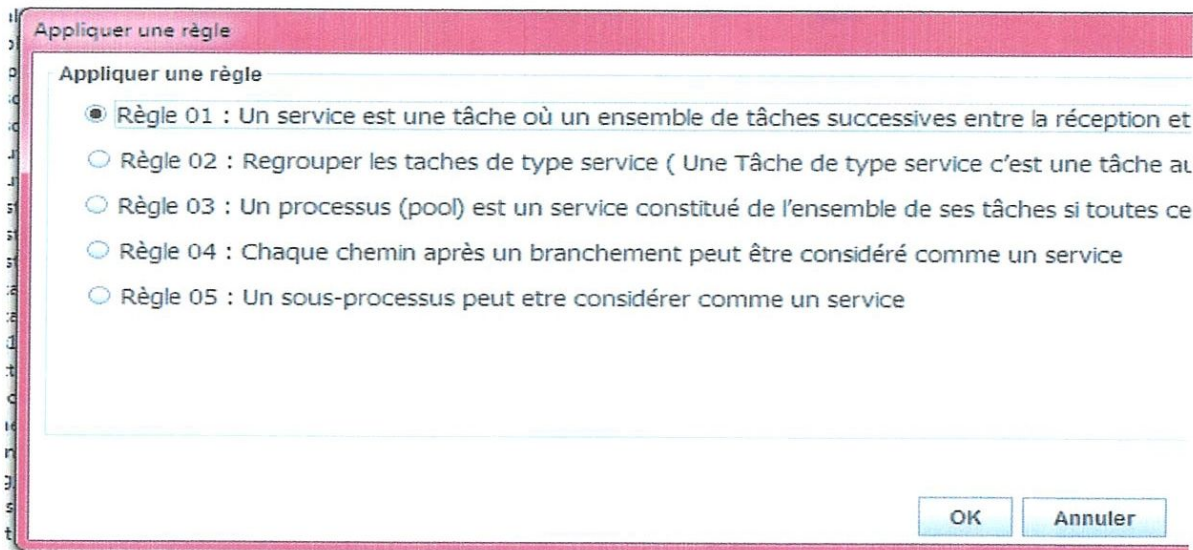 Appliquer une règle
Appliquer une règle
Règle 01 : Un service est une tâche où un ensemble de tâches successives entre la réception et
Règle 02 : Regrouper les taches de type service ( Une Tâche de type service c'est une tâche au
Règle 03 : Un processus (pool) est un service constitué de l'ensemble de ses tâches si toutes ce
Règle 04 : Chaque chemin après un branchement peut être considéré comme un service
Règle 05 : Un sous-processus peut etre considérer comme un service
OK Annuler